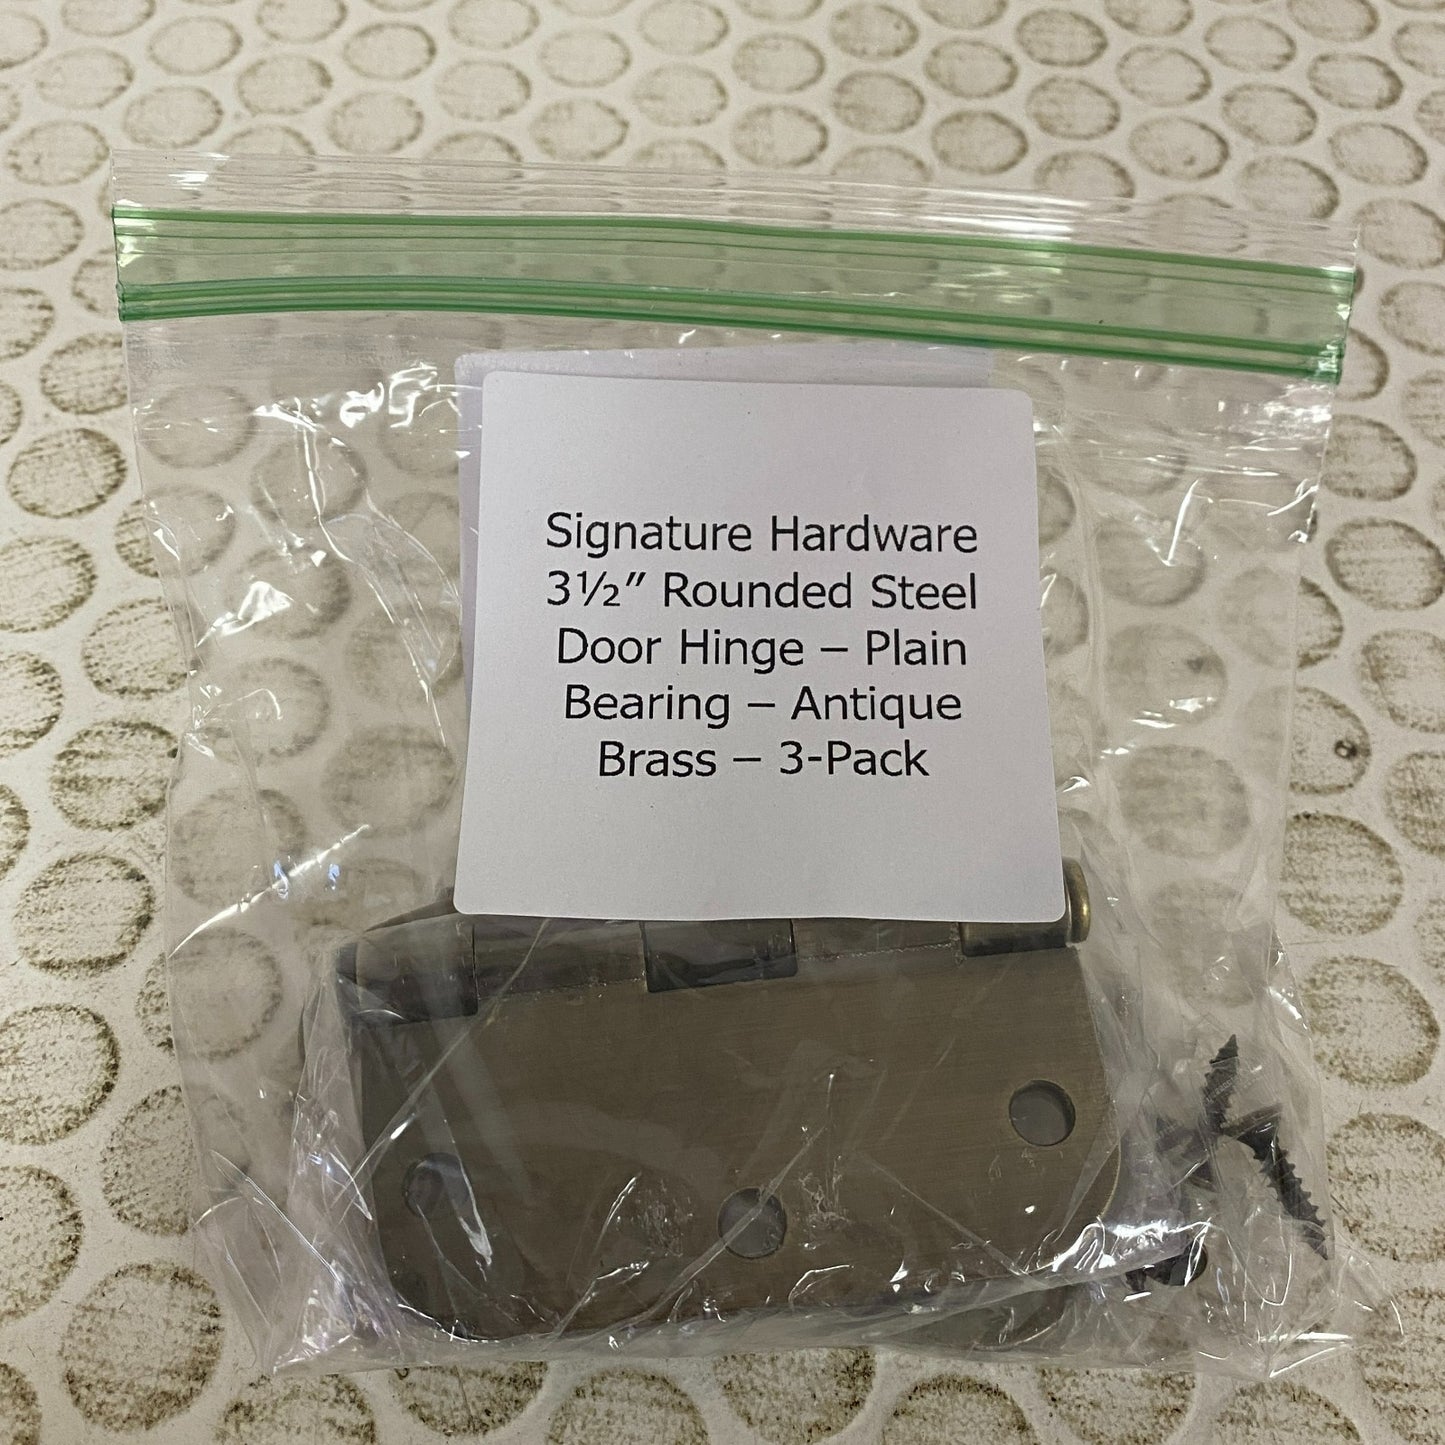 Signature Hardware
3½″ Rounded Steel
Door Hinge – Plain
Bearing – Antique
Brass – 3-Pack